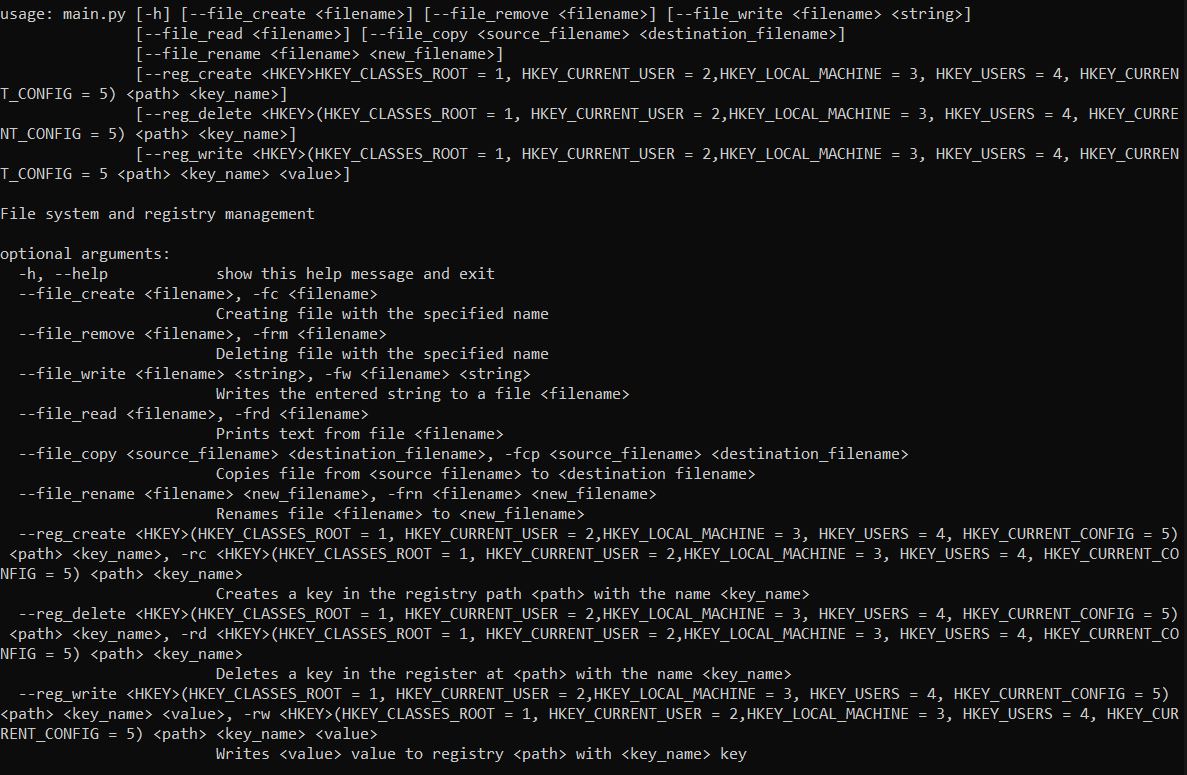 usage: main.py [-h] [--file_create <filename>] [--file_remove <filename>] [--file_write <filename> <string>]
[--file_read <filename>] [--file_copy <source_filename> <destination_filename>]
[--file_rename <filename> <new_filename>]
[--reg_create <HKEY>HKEY_CLASSES_ROOT = 1, HKEY_CURRENT_USER = 2,HKEY_LOCAL_MACHINE = 3, HKEY_USERS = 4, HKEY_CURREN
T_CONFIG = 5) <path> <key_name>]
[--reg_delete <HKEY>(HKEY_CLASSES_ROOT = 1, HKEY_CURRENT_USER = 2,HKEY_LOCAL_MACHINE = 3, HKEY_USERS = 4, HKEY_CURRE
NT_CONFIG = 5) <path> <key_name>]
[--reg_write <HKEY>(HKEY_CLASSES_ROOT = 1, HKEY_CURRENT_USER = 2,HKEY_LOCAL_MACHINE = 3, HKEY_USERS = 4, HKEY_CURREN
T_CONFIG = 5 <path> <key_name> <value>]
File system and registry management
optional arguments:
-h, --help show this help message and exit
--file_create <filename>, -fc <filename>
Creating file with the specified name
--file_remove <filename>, -frm <filename>
Deleting file with the specified name
--file_write <filename> <string>, -fw <filename> <string>
Writes the entered string to a file <filename>
--file_read <filename>, -frd <filename>
Prints text from file <filename>
--file_copy <source_filename> <destination_filename>, -fcp <source_filename> <destination_filename>
Copies file from <source filename> to <destination filename>
--file_rename <filename> <new_filename>, -frn <filename> <new_filename>
Renames file <filename> to <new_filename>
--reg_create <HKEY>(HKEY_CLASSES_ROOT = 1, HKEY_CURRENT_USER = 2,HKEY_LOCAL_MACHINE = 3, HKEY_USERS = 4, HKEY_CURRENT_CONFIG = 5)
<path> <key_name>, -rc <HKEY>(HKEY_CLASSES_ROOT = 1, HKEY_CURRENT_USER = 2,HKEY_LOCAL_MACHINE = 3, HKEY_USERS = 4, HKEY_CURRENT_CO
NFIG = 5) <path> <key_name>
Creates a key in the registry path <path> with the name <key_name>
--reg_delete <HKEY>(HKEY_CLASSES_ROOT = 1, HKEY_CURRENT_USER = 2,HKEY_LOCAL_MACHINE = 3, HKEY_USERS = 4, HKEY_CURRENT_CONFIG = 5)
<path> <key_name>, -rd <HKEY>(HKEY_CLASSES_ROOT = 1, HKEY_CURRENT_USER = 2,HKEY_LOCAL_MACHINE = 3, HKEY_USERS = 4, HKEY_CURRENT_CO
NFIG = 5) <path> <key_name>
Deletes a key in the register at <path> with the name <key_name>
--reg_write <HKEY>(HKEY_CLASSES_ROOT = 1, HKEY_CURRENT_USER = 2,HKEY_LOCAL_MACHINE = 3, HKEY_USERS = 4, HKEY_CURRENT_CONFIG = 5)
<path> <key_name> <value>, -rw <HKEY>(HKEY_CLASSES_ROOT = 1, HKEY_CURRENT_USER = 2,HKEY_LOCAL_MACHINE = 3, HKEY_USERS = 4, HKEY_CUR
RENT_CONFIG = 5) <path> <key_name> <value>
Writes <value> value to registry <path> with <key_name> key